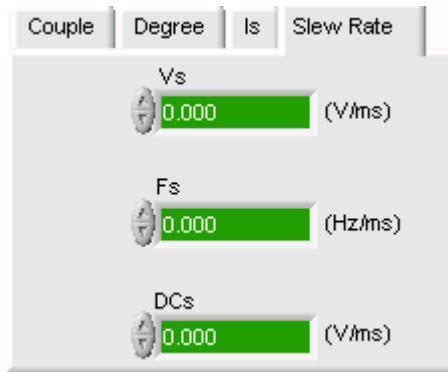 Couple Degree Is Slew Rate
Vs
0.000 (V/ms)
Fs
0.000 (Hz/ms)
DCs
0.000 (V/ms)